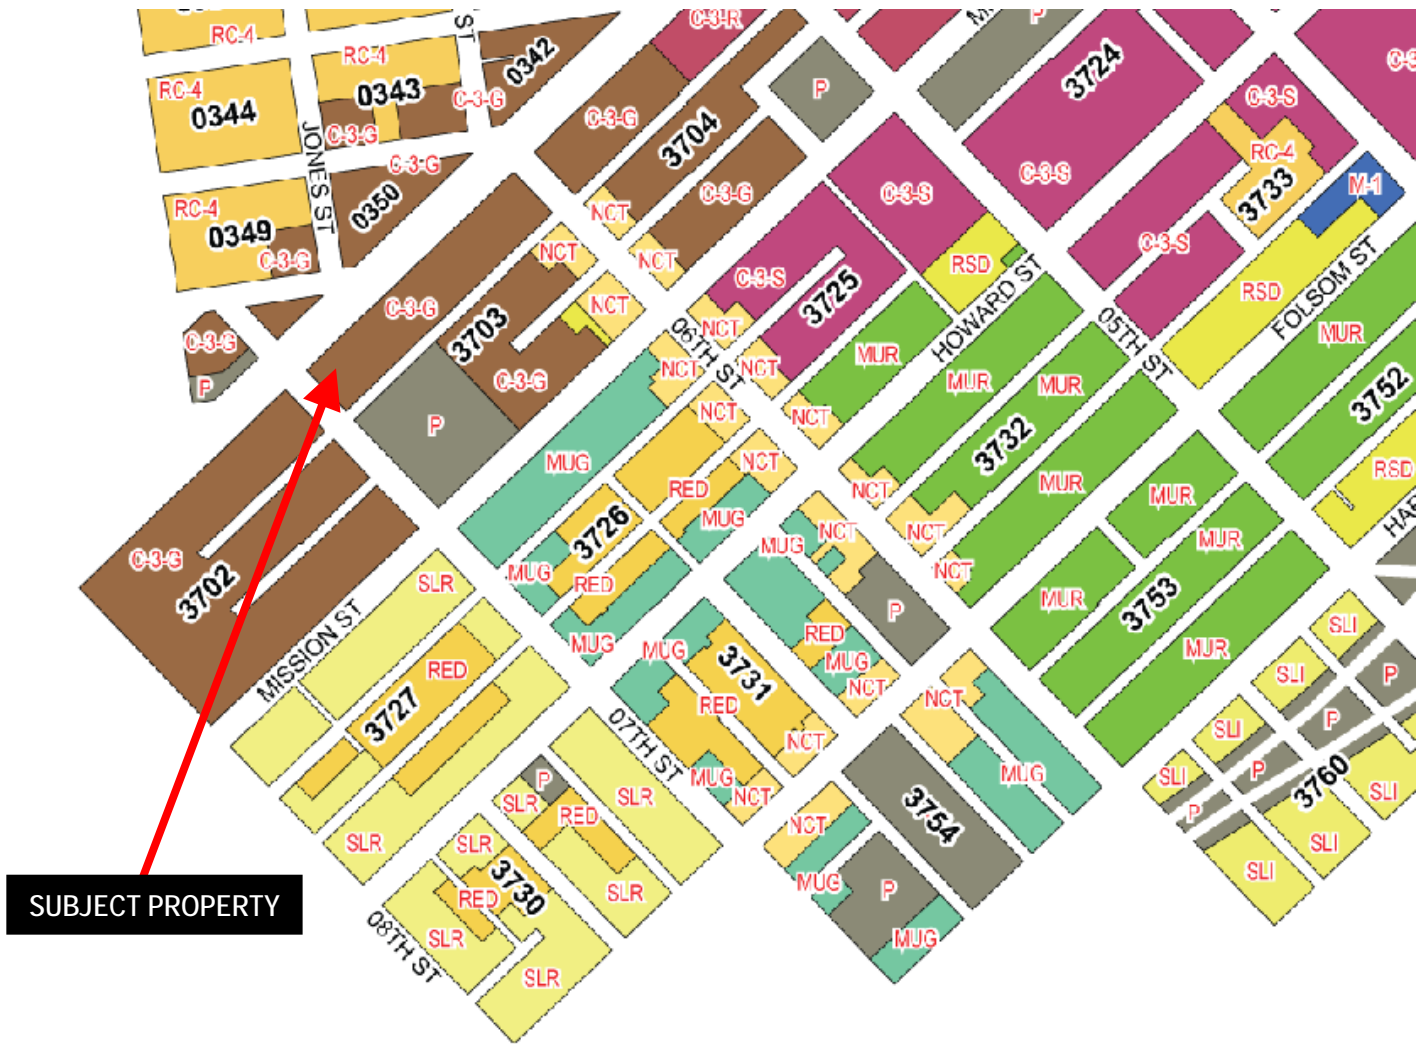 RC-4
ST
C-3-R
P
C-3-S
RC-4
0342
3724
RC-4
0343
C-3-G
P
C-3-S
0344
C-3-G
C-3-G
3704
JONES ST
C-3-G
RC-4
C-3-S
M-1
RC-4
0350
C-3-G
C-3-S
3733
0349
NCT
C-3-S
C-3-G
NCT
NCT
C-3-S
RSD
RSD
C-3-G
NCT
3725
HOWARD ST
FOLSOM ST
C-3-G
3703
06TH ST
NCT
05TH ST
MUR
P
C-3-G
NCT
NCT
MUR
MUR
MUR
3752
P
NCT
NCT
3732
MUG
NCT
RSD
RED
NCT
MUR
MUR
C-3-G
3726
MUG
MUG
NCT
NCT
MUR
3702
SLR
MUG
RED
NCT
MUR
3753
MISSION ST
P
RED
SLI
MUG
MUG
MUR
RED
3731
MUG
SLI
P
3727
RED
NCT
NCT
SLI
P
07TH ST
NCT
MUG
SLI
P
3760
P
MUG
NCT
SLR
SLI
SLR
SLR
RED
NCT
3754
P
SLI
SLR
MUG
SLI
SUBJECT PROPERTY
RED
3730
SLR
P
08TH ST
SLR
MUG
SLR